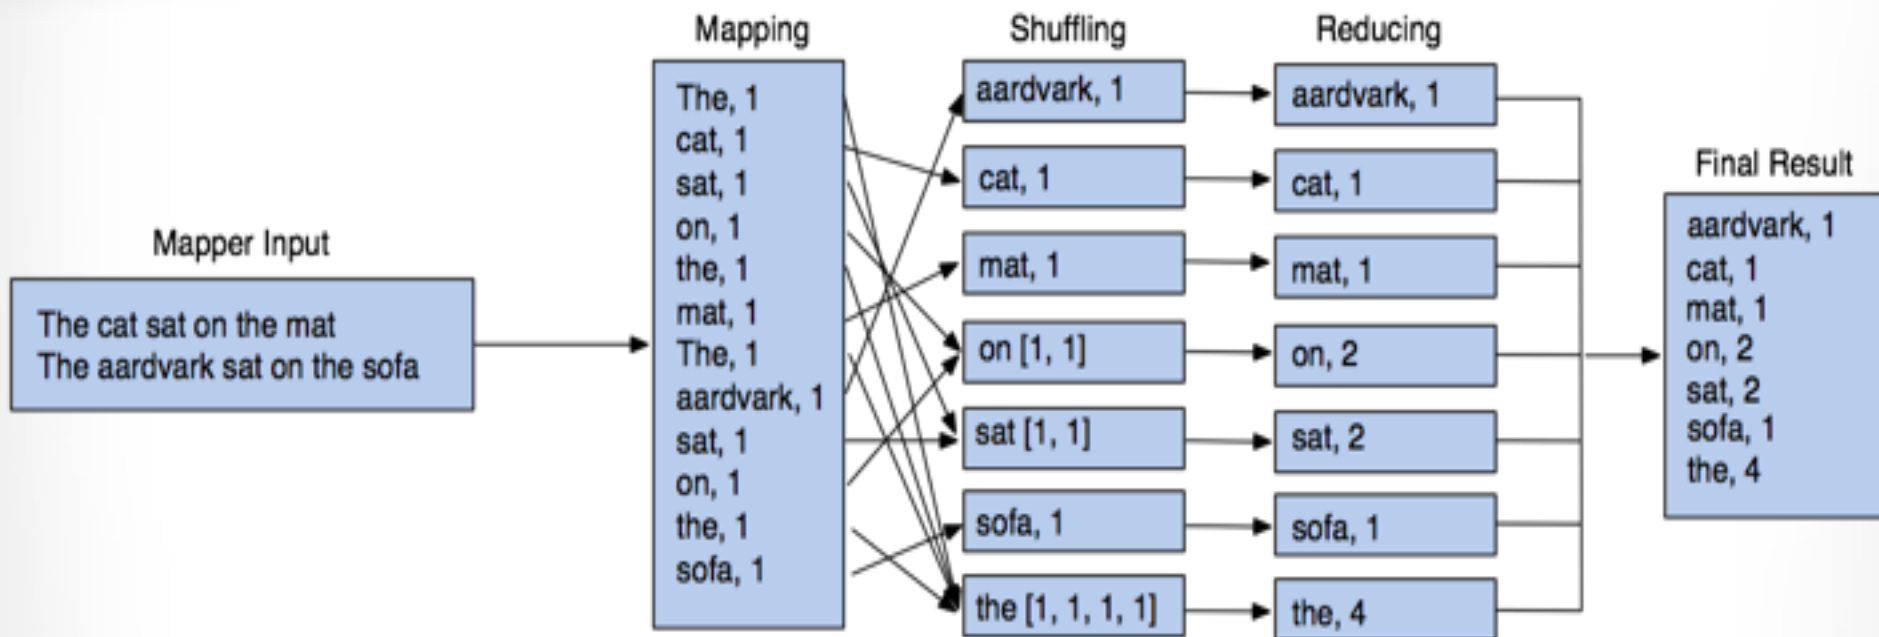 Mapper Input
The cat sat on the mat
The aardvark sat on the sofa
Mapping
The, 1
cat, 1
sat, 1
on, 1
the, 1
mat, 1
The, 1
aardvark, 1
sat, 1
on, 1
the, 1
sofa, 1
Shuffling
aardvark, 1
cat, 1
mat, 1
on [1, 1]
sat [1, 1]
sofa, 1
the [1, 1, 1, 1]
Reducing
aardvark, 1
cat, 1
mat, 1
on, 2
sat, 2
sofa, 1
the, 4
Final Result
aardvark, 1
cat, 1
mat, 1
on, 2
sat, 2
sofa, 1
the, 4